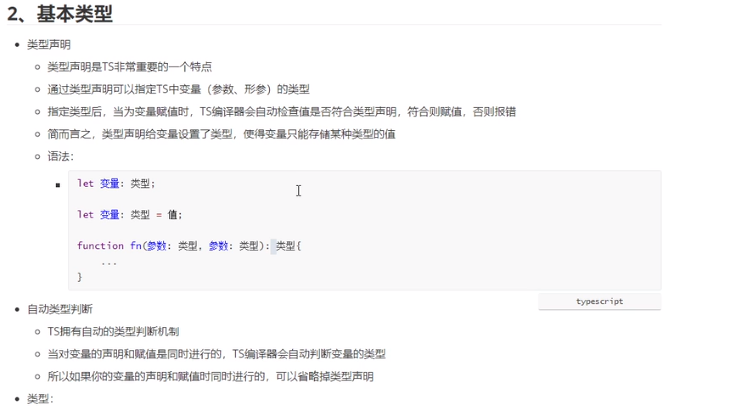 2、基本类型
类型声明
类型声明是TS非常重要的一个特点
通过类型声明可以指定TS中变量（参数、形参）的类型
指定类型后，当为变量赋值时，TS编译器会自动检查值是否符合类型声明，符合则赋值，否则报错
简而言之，类型声明给变量设置了类型，使得变量只能存储某种类型的值
语法：
let 变量: 类型;
let 变量: 类型 = 值;
function fn(参数: 类型, 参数: 类型): 类型{
...
}
typescript
自动类型判断
TS拥有自动的类型判断机制
当对变量的声明和赋值是同时进行的，TS编译器会自动判断变量的类型
所以如果你的变量的声明和赋值时同时进行的，可以省略掉类型声明
类型：